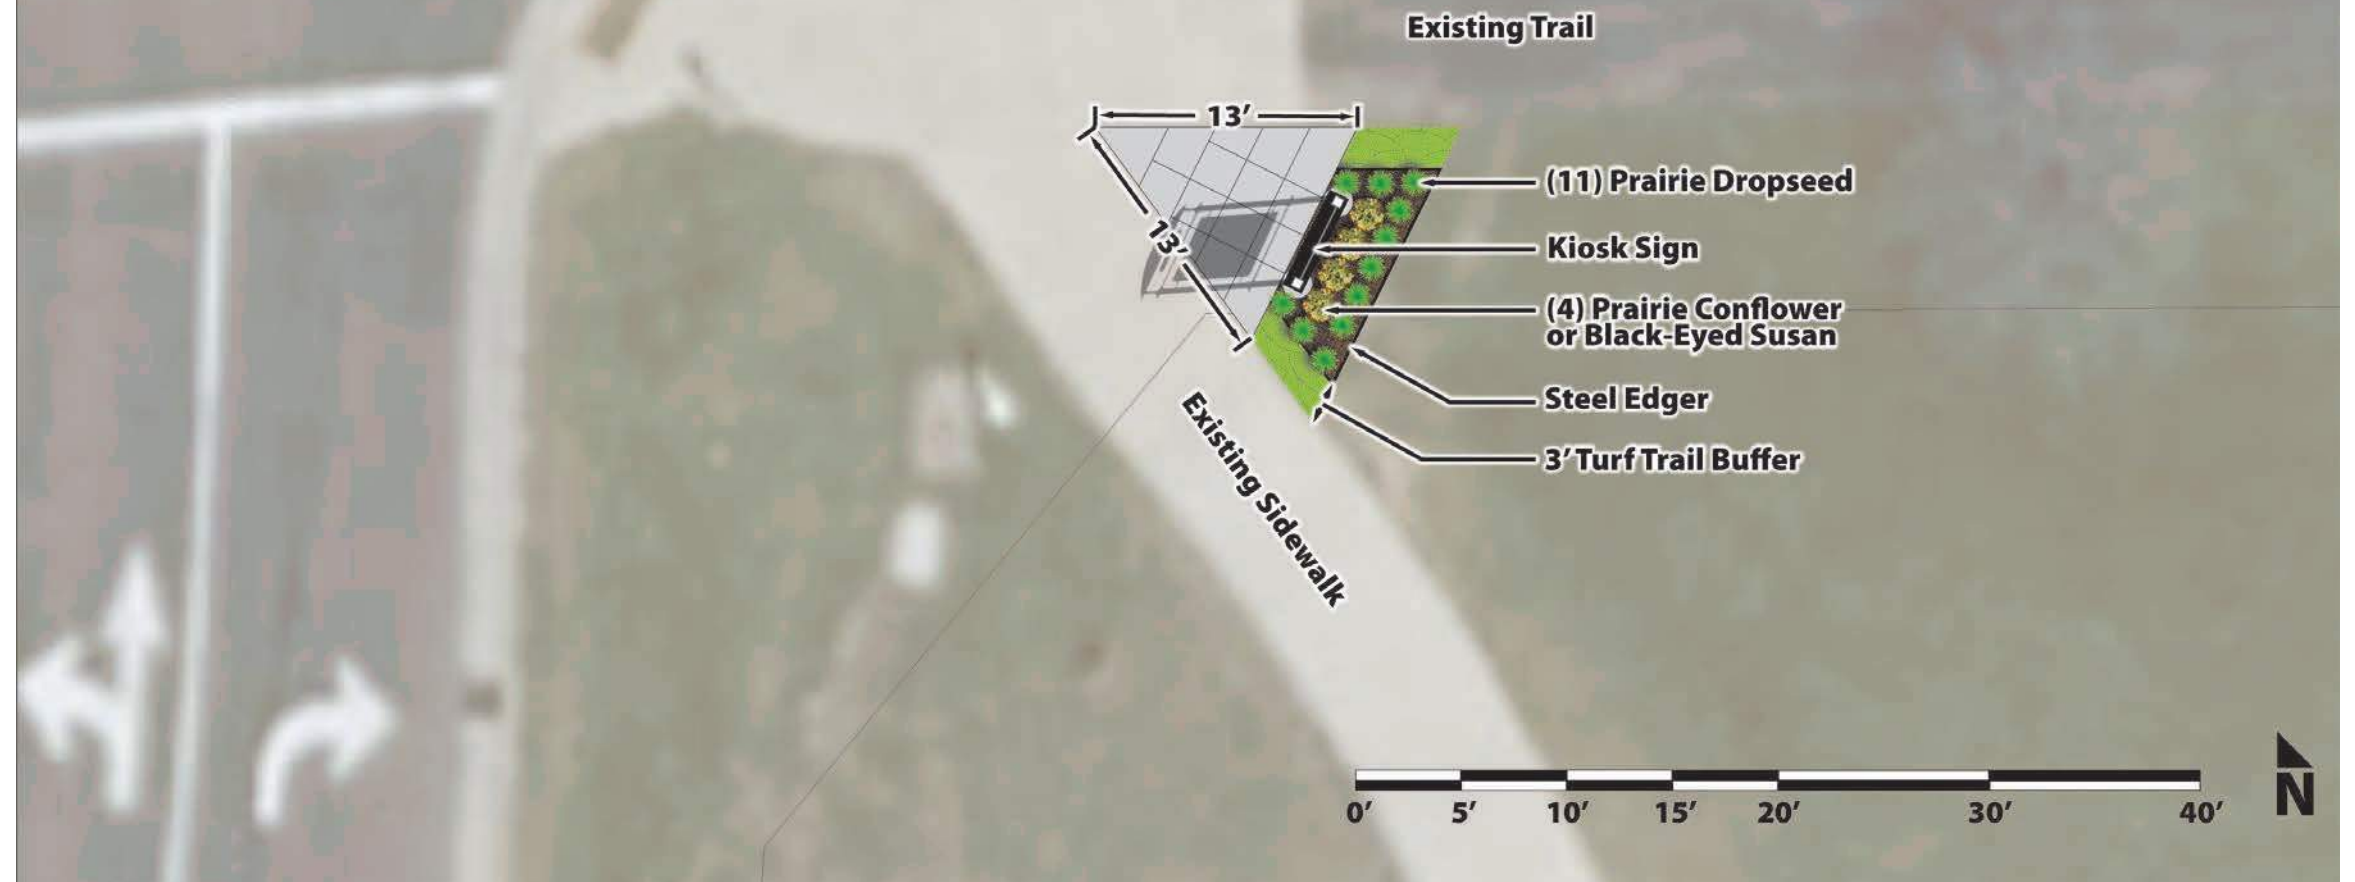 Existing Trail
13’
13’
(11) Prairie Dropseed
Kiosk Sign
(4) Prairie Conflower
or Black-Eyed Susan
Steel Edger
3’ Turf Trail Buffer
Existing Sidewalk
0’ 5’ 10’ 15’ 20’ 30’ 40’
N